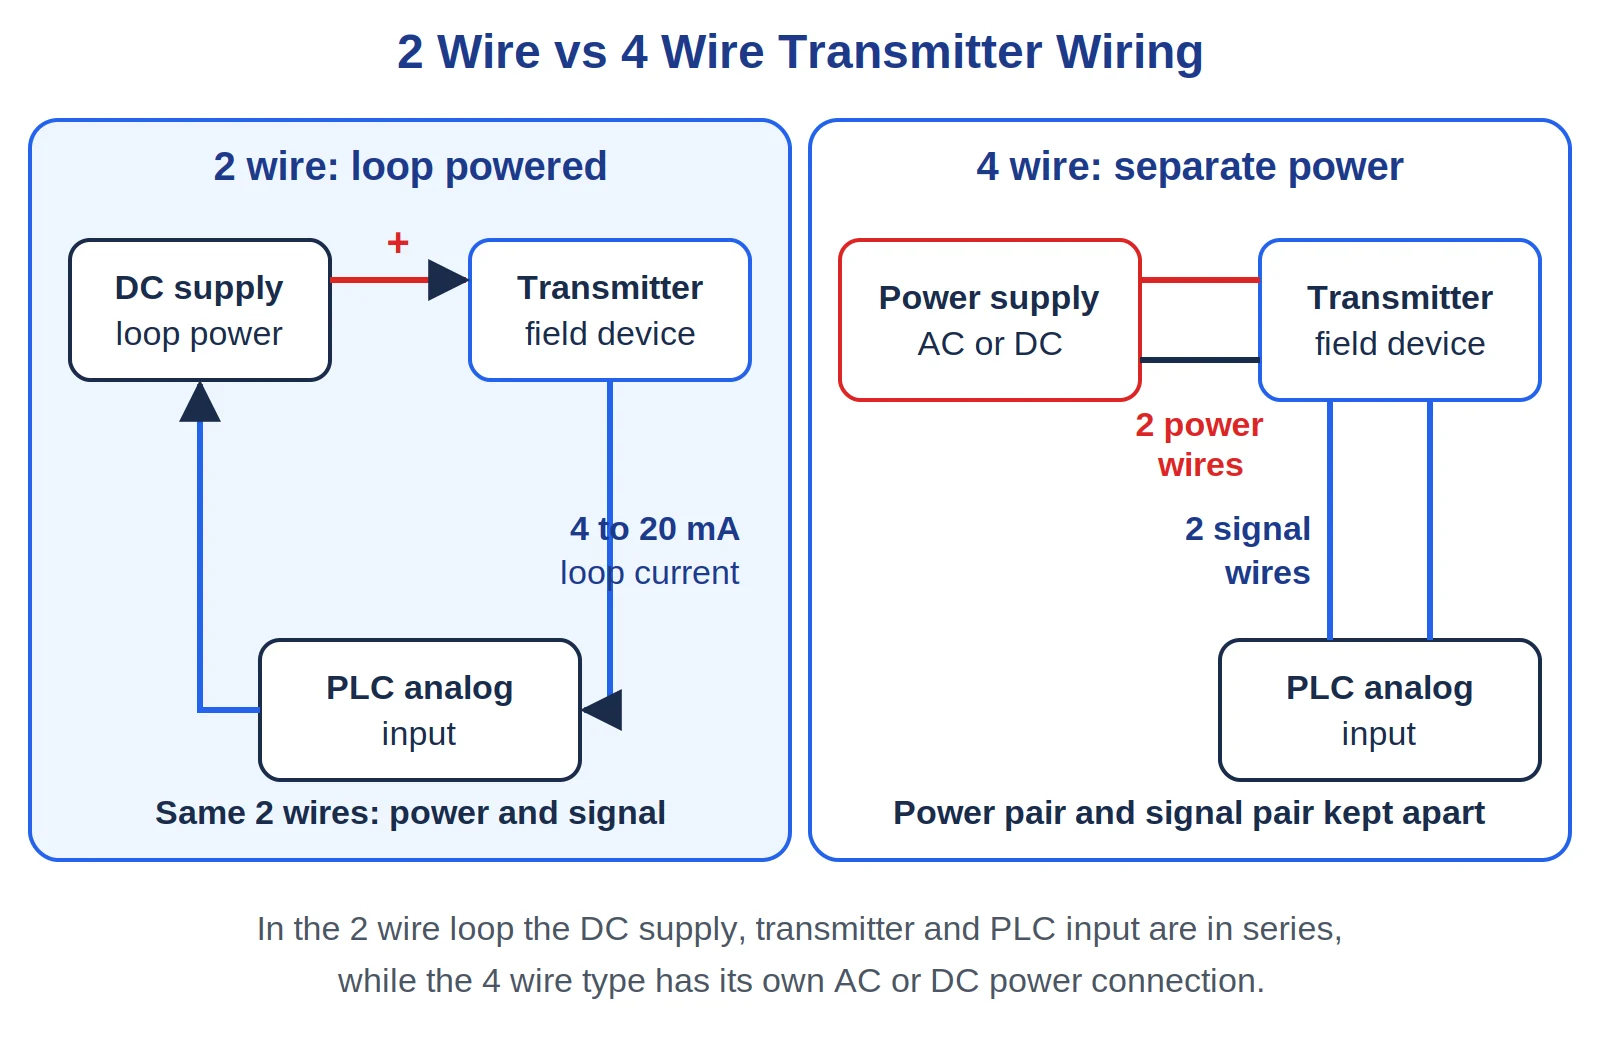 2 Wire vs 4 Wire Transmitter Wiring
2 wire: loop powered
+
DC supply
loop power
Transmitter
field device
4 to 20 mA
loop current
PLC analog
input
Same 2 wires: power and signal
4 wire: separate power
Power supply
AC or DC
Transmitter
field device
2 power
wires
2 signal
wires
PLC analog
input
Power pair and signal pair kept apart
In the 2 wire loop the DC supply, transmitter and PLC input are in series,
while the 4 wire type has its own AC or DC power connection.